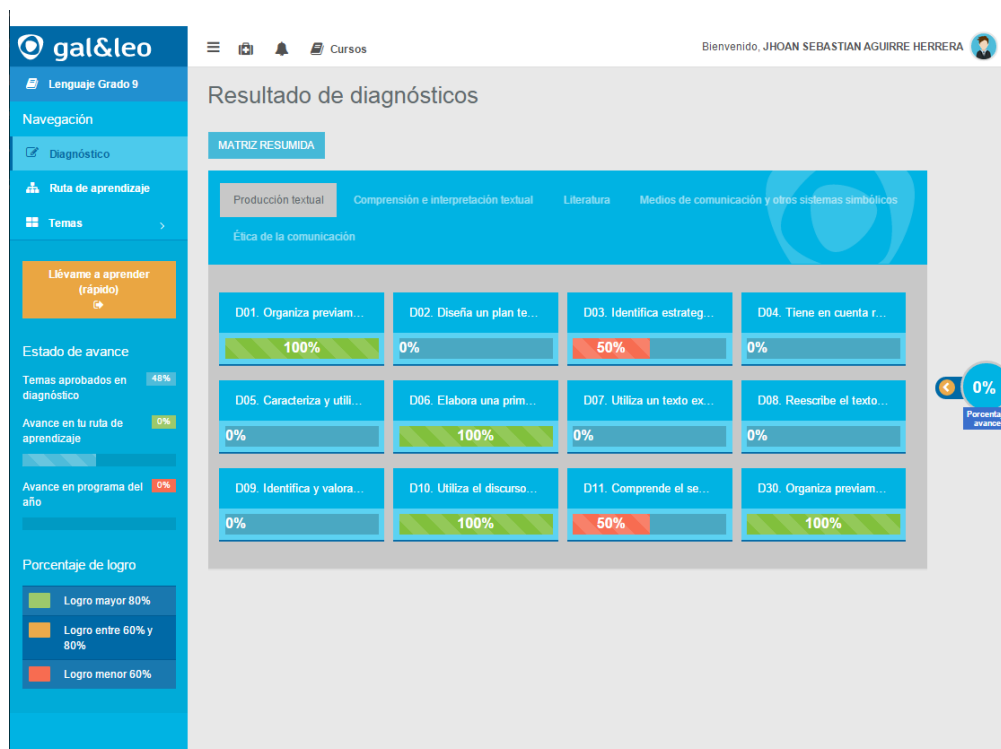 gal&leo
Cursos
Bienvenido, JHOAN SEBASTIAN AGUIRRE HERRERA
Lenguaje Grado 9
Navegación
Diagnóstico
Ruta de aprendizaje
Temas
Llévame a aprender
(rápido)
Estado de avance
Temas aprobados en
diagnóstico
48%
Avance en tu ruta de
aprendizaje
0%
Avance en programa del
año
0%
Porcentaje de logro
Logro mayor 80%
Logro entre 60% y
80%
Logro menor 60%
Resultado de diagnósticos
MATRIZ RESUMIDA
Producción textual
Comprensión e interpretación textual
Literatura
Medios de comunicación y otros sistemas simbólicos
Ética de la comunicación
D01. Organiza previam...
100%
D02. Diseña un plan te...
0%
D03. Identifica estrateg...
50%
D04. Tiene en cuenta r...
0%
D05. Caracteriza y utili...
0%
D06. Elabora una prim...
100%
D07. Utiliza un texto ex...
0%
D08. Reescribe el texto...
0%
D09. Identifica y valora...
0%
D10. Utiliza el discurso...
100%
D11. Comprende el se...
50%
D30. Organiza previam...
100%
0%
Porcenta
avance